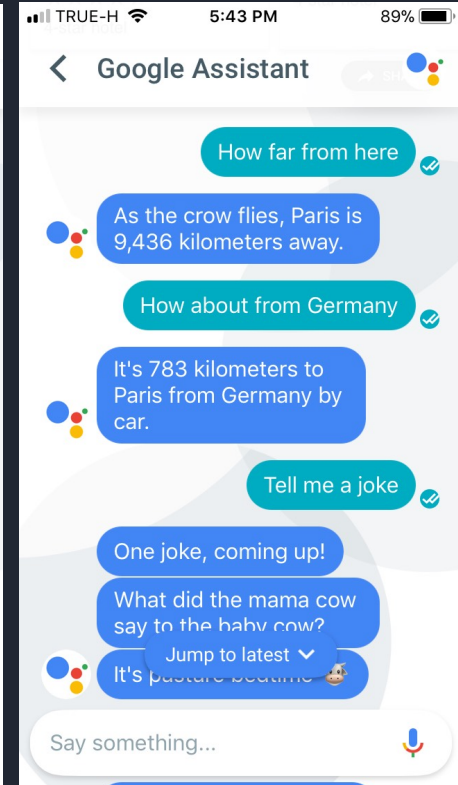 TRUE-H 5:43 PM 89%
Google Assistant
How far from here
As the crow flies, Paris is
9,436 kilometers away.
How about from Germany
It's 783 kilometers to
Paris from Germany by
car.
Tell me a joke
One joke, coming up!
What did the mama cow
say to the baby cow?
Jump to latest
It's pasture bedtime 🐮
Say something...